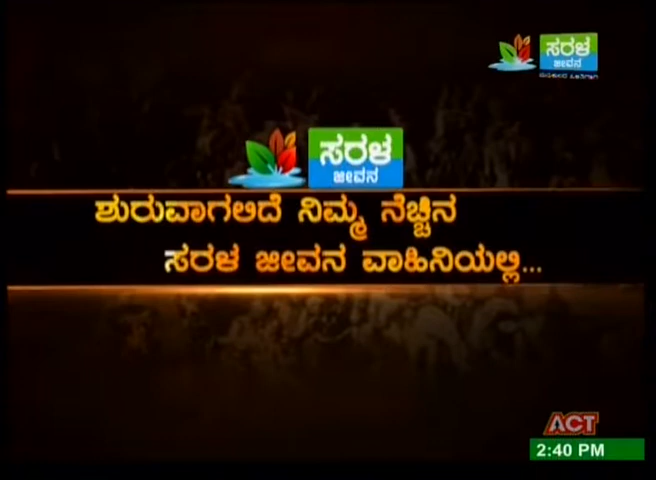 ಸರಳ
ಜೀವನ
ಸರಳ
ಜೀವನ
ಶುರುವಾಗಲಿದೆ ನಿಮ್ಮ ನೆಚ್ಚಿನ
ಸರಳ ಜೀವನ ವಾಹಿನಿಯಲ್ಲಿ...
ACT
2:40 PM